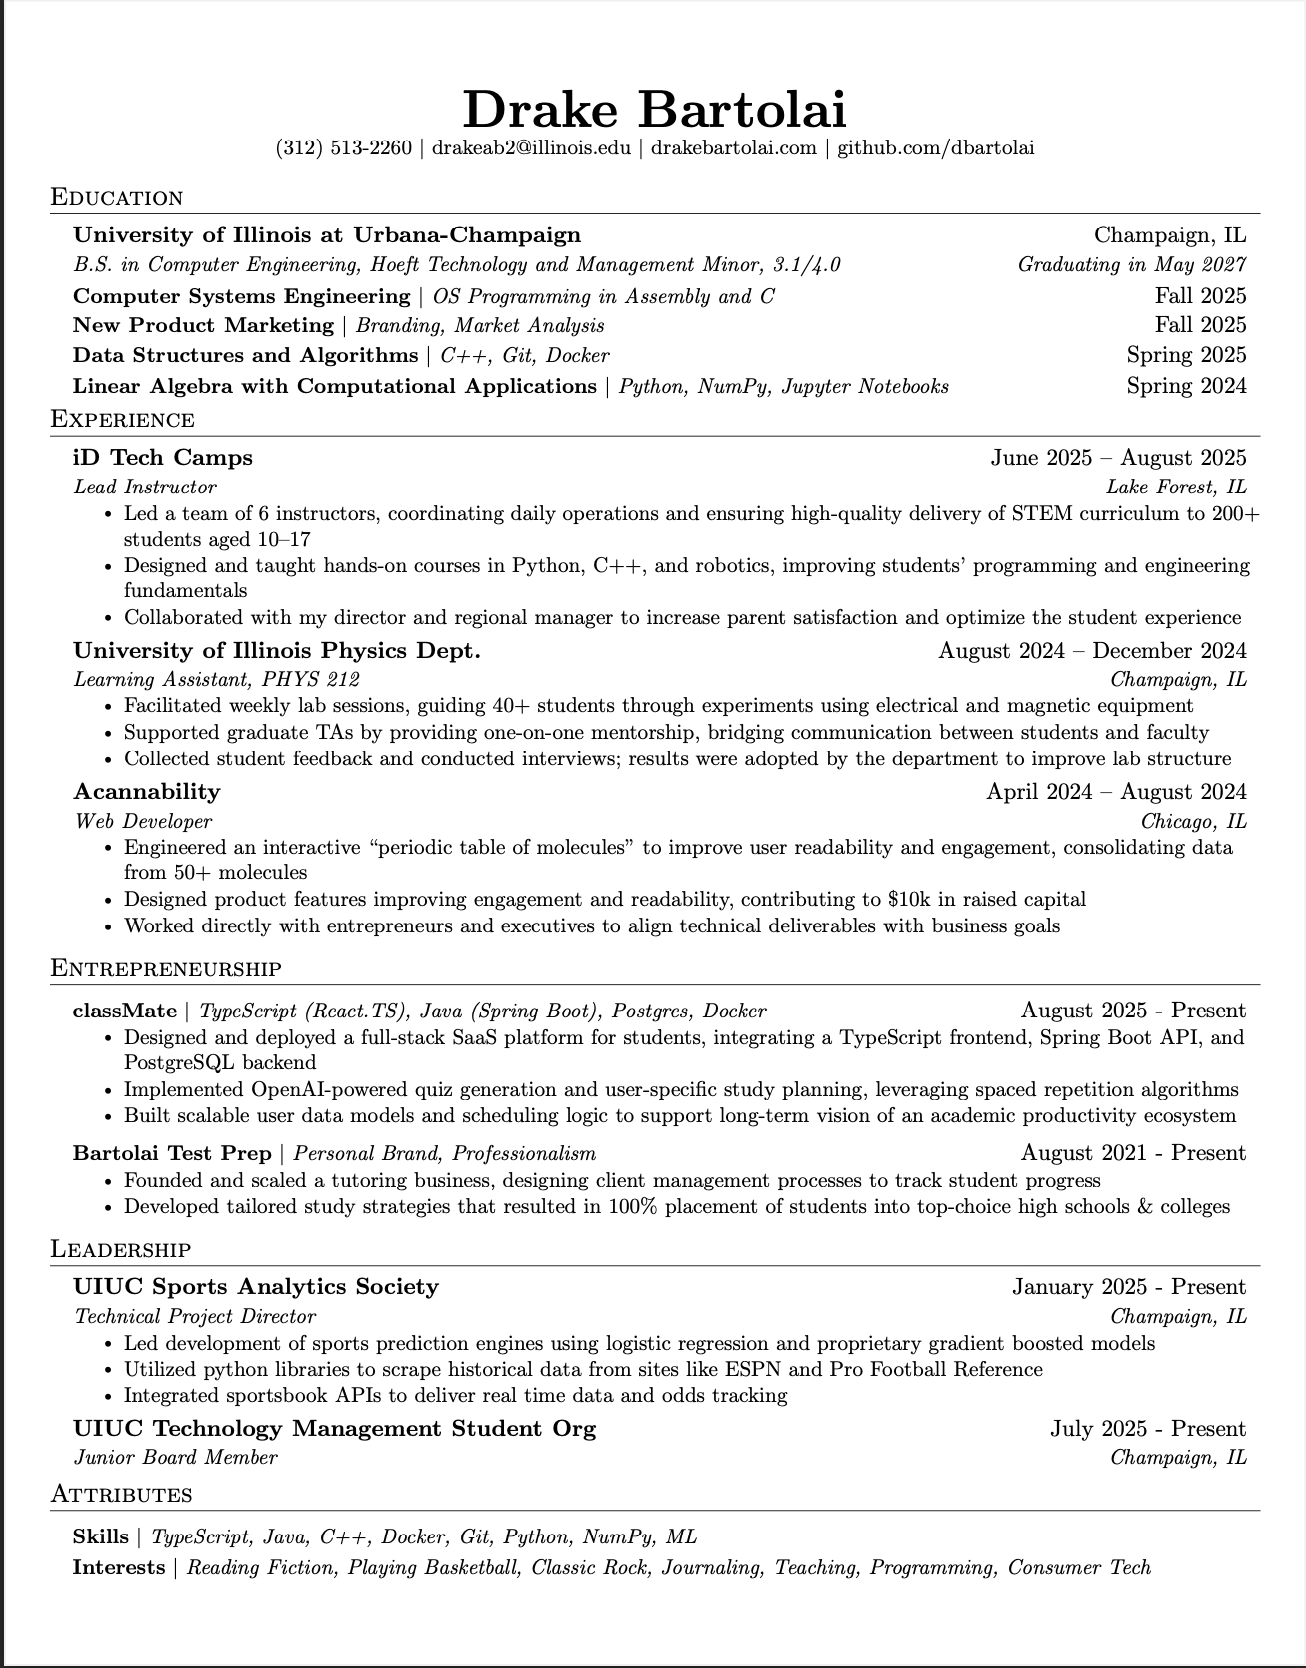 Drake Bartolai
(312) 513-2260 | drakeab2@illinois.edu | drakebartolai.com | github.com/dbartolai
Education
University of Illinois at Urbana-Champaign Champaign, IL
B.S. in Computer Engineering, Hoeft Technology and Management Minor, 3.1/4.0 Graduating in May 2027
Computer Systems Engineering | OS Programming in Assembly and C Fall 2025
New Product Marketing | Branding, Market Analysis Fall 2025
Data Structures and Algorithms | C++, Git, Docker Spring 2025
Linear Algebra with Computational Applications | Python, NumPy, Jupyter Notebooks Spring 2024
Experience
iD Tech Camps June 2025 – August 2025
Lead Instructor Lake Forest, IL
• Led a team of 6 instructors, coordinating daily operations and ensuring high-quality delivery of STEM curriculum to 200+
students aged 10–17
• Designed and taught hands-on courses in Python, C++, and robotics, improving students’ programming and engineering
fundamentals
• Collaborated with my director and regional manager to increase parent satisfaction and optimize the student experience
University of Illinois Physics Dept. August 2024 – December 2024
Learning Assistant, PHYS 212 Champaign, IL
• Facilitated weekly lab sessions, guiding 40+ students through experiments using electrical and magnetic equipment
• Supported graduate TAs by providing one-on-one mentorship, bridging communication between students and faculty
• Collected student feedback and conducted interviews; results were adopted by the department to improve lab structure
Acannability April 2024 – August 2024
Web Developer Chicago, IL
• Engineered an interactive “periodic table of molecules” to improve user readability and engagement, consolidating data
from 50+ molecules
• Designed product features improving engagement and readability, contributing to $10k in raised capital
• Worked directly with entrepreneurs and executives to align technical deliverables with business goals
Entrepreneurship
classMate | TypeScript (React.TS), Java (Spring Boot), Postgres, Docker August 2025 - Present
• Designed and deployed a full-stack SaaS platform for students, integrating a TypeScript frontend, Spring Boot API, and
PostgreSQL backend
• Implemented OpenAI-powered quiz generation and user-specific study planning, leveraging spaced repetition algorithms
• Built scalable user data models and scheduling logic to support long-term vision of an academic productivity ecosystem
Bartolai Test Prep | Personal Brand, Professionalism August 2021 - Present
• Founded and scaled a tutoring business, designing client management processes to track student progress
• Developed tailored study strategies that resulted in 100% placement of students into top-choice high schools & colleges
Leadership
UIUC Sports Analytics Society January 2025 - Present
Technical Project Director Champaign, IL
• Led development of sports prediction engines using logistic regression and proprietary gradient boosted models
• Utilized python libraries to scrape historical data from sites like ESPN and Pro Football Reference
• Integrated sportsbook APIs to deliver real time data and odds tracking
UIUC Technology Management Student Org July 2025 - Present
Junior Board Member Champaign, IL
Attributes
Skills | TypeScript, Java, C++, Docker, Git, Python, NumPy, ML
Interests | Reading Fiction, Playing Basketball, Classic Rock, Journaling, Teaching, Programming, Consumer Tech